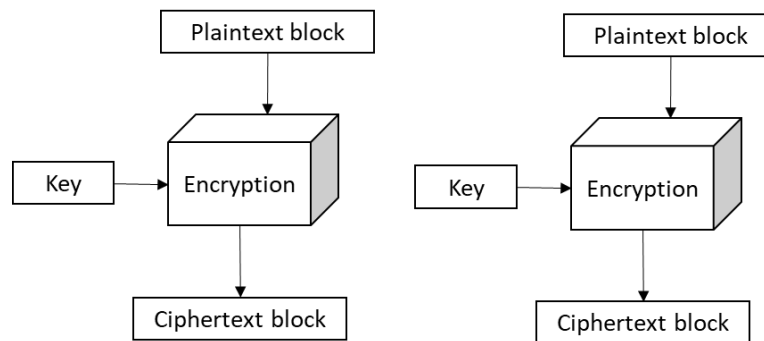 Plaintext block
Key
Encryption
Ciphertext block
Plaintext block
Key
Encryption
Ciphertext block